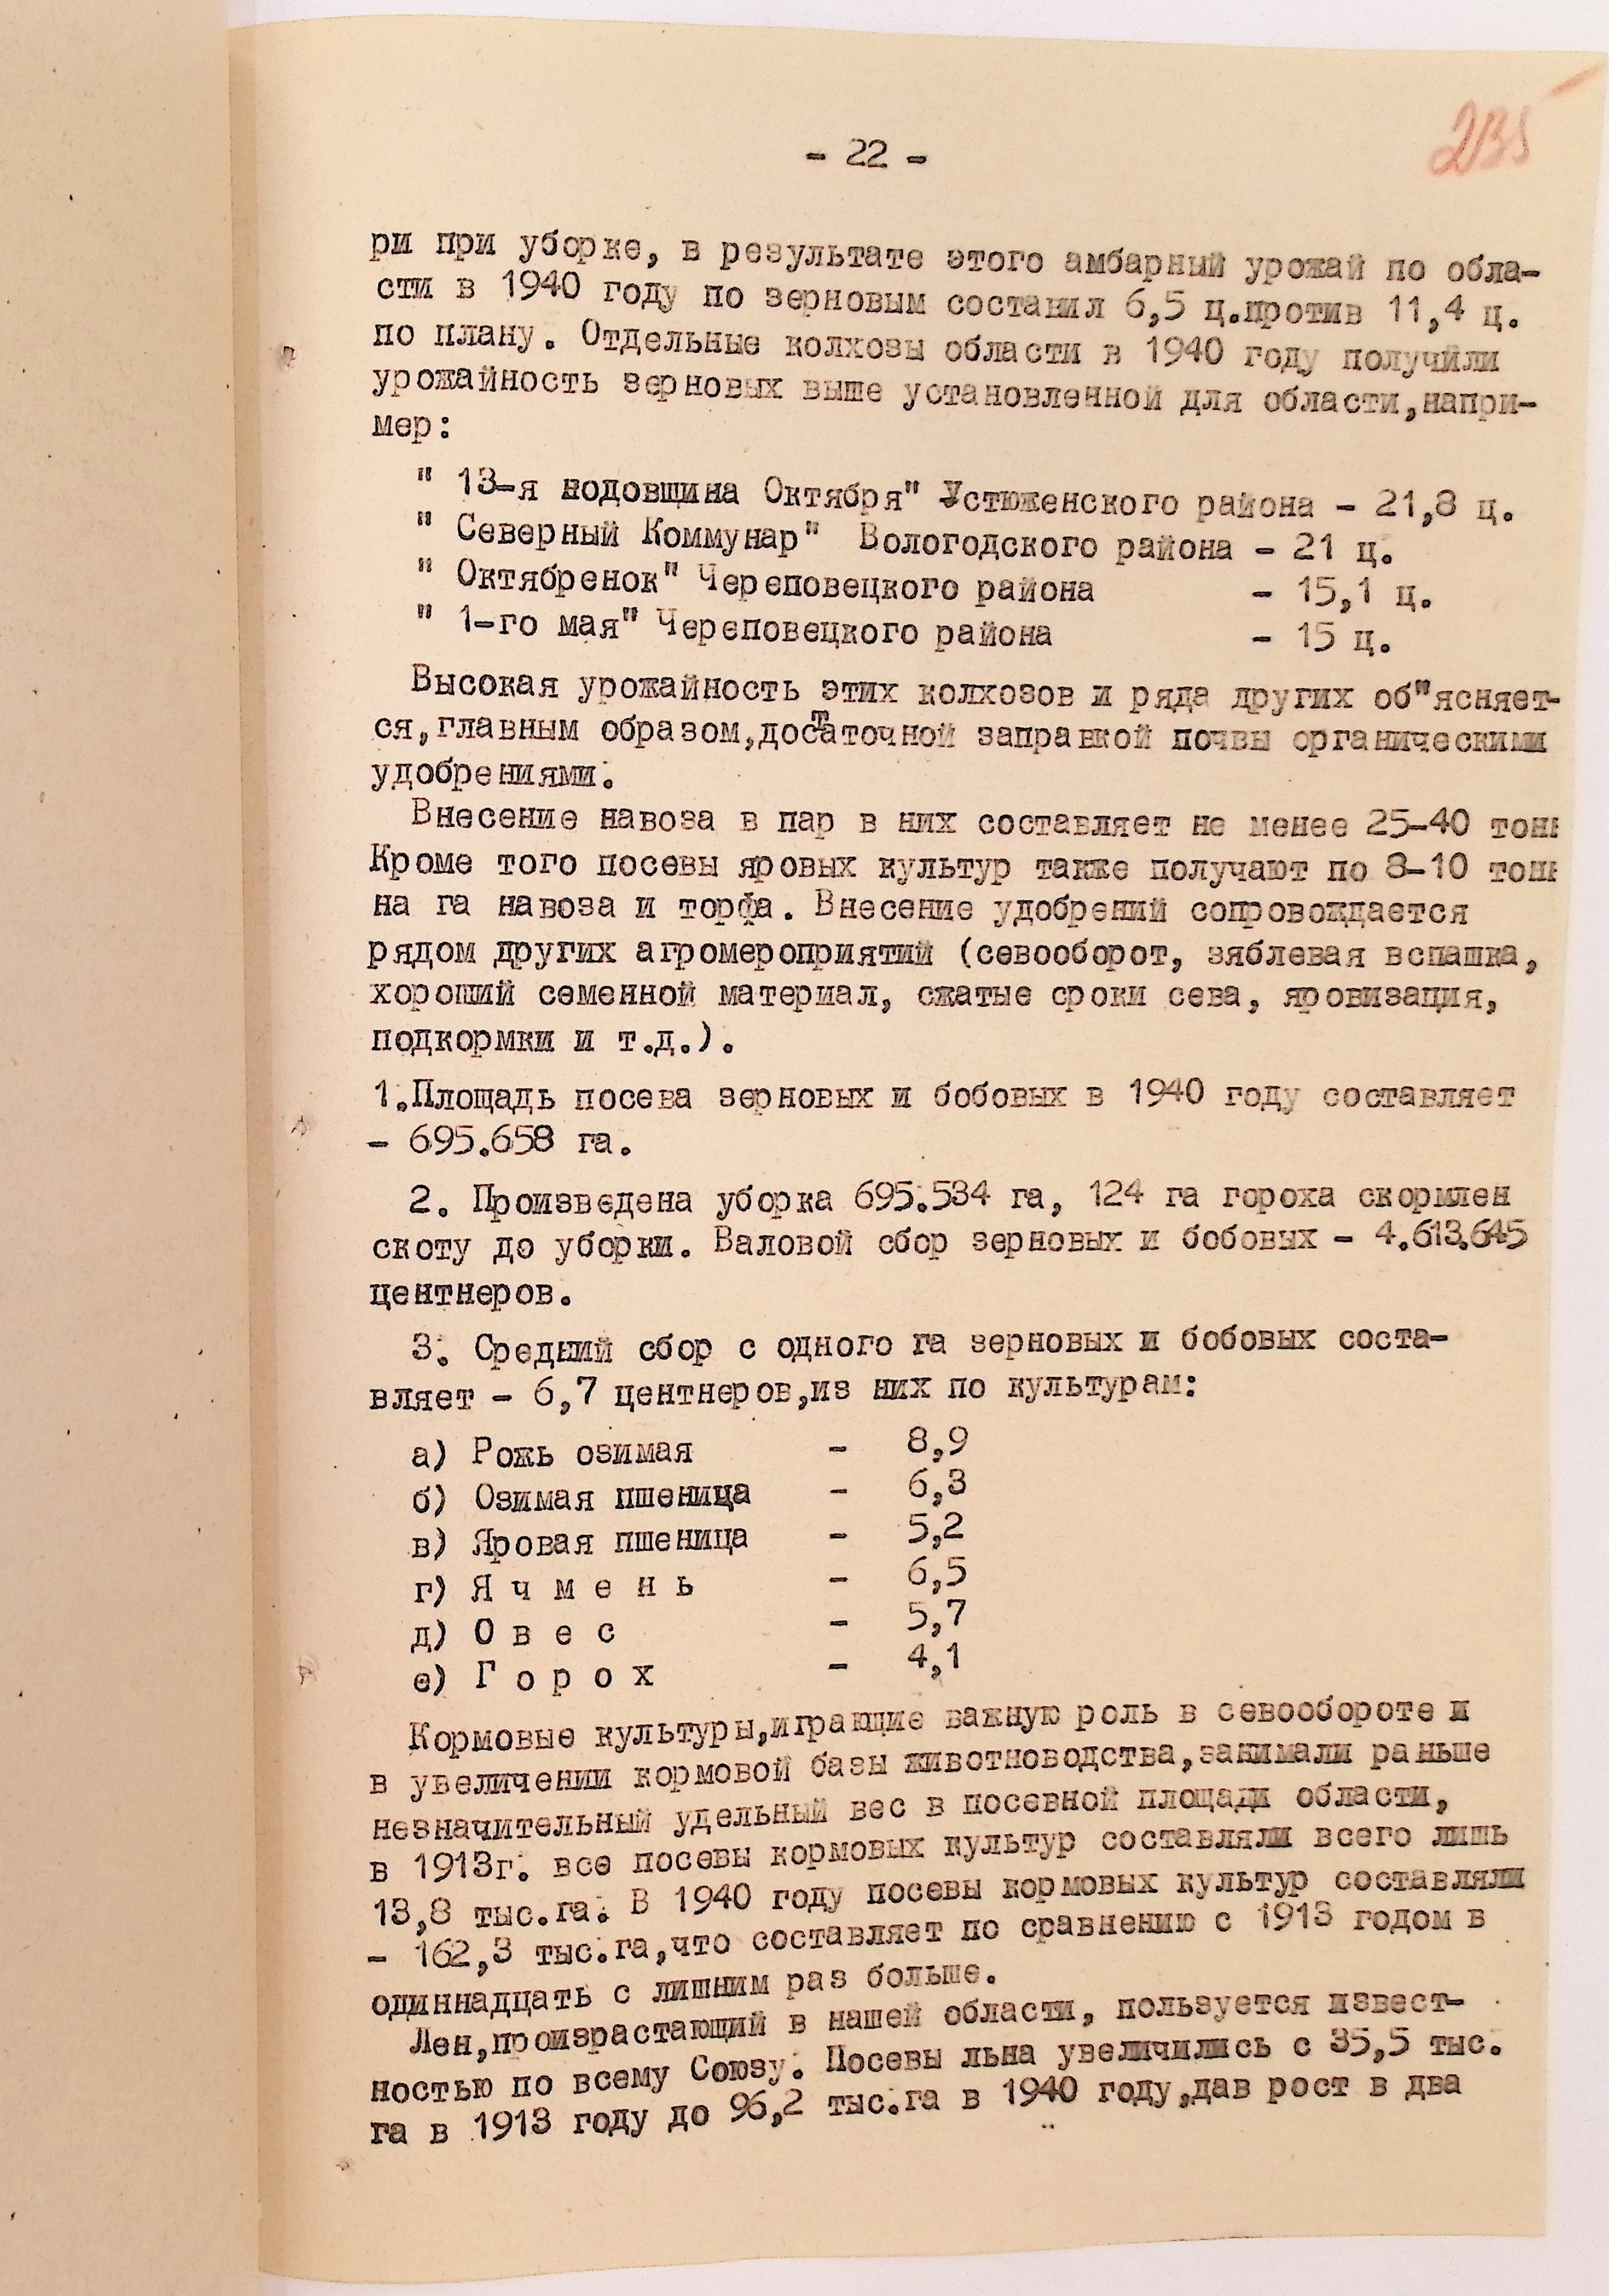 - 22 -
235
ри при уборке, в результате этого амбарный урожай по обла-
сти в 1940 году по зерновым составил 6,5 ц.против 11,4 ц.
по плану. Отдельные колхозы области в 1940 году получили
урожайность зерновых выше установленной для области,напри-
мер:
" 13-я нодовщина Октября" Устюженского района - 21,8 ц.
" Северный Коммунар" Вологодского района - 21 ц.
" Октябренок" Череповецкого района - 15,1 ц.
" 1-го мая" Череповецкого района - 15 ц.
Высокая урожайность этих колхозов и ряда других об"ясняет-
ся,главным образом,достаточной заправкой почвы органическими
удобрениями.
Внесение навоза в пар в них составляет не менее 25-40 тонн
Кроме того посевы яровых культур также получают по 8-10 тонн
на га навоза и торфа. Внесение удобрений сопровождается
рядом других агромероприятий (севооборот, зяблевая вспашка,
хороший семенной материал, сжатые сроки сева, яровизация,
подкормки и т.д.).
1.Площадь посева зерновых и бобовых в 1940 году составляет
- 695.658 га.
2. Произведена уборка 695.534 га, 124 га гороха скормлен
скоту до уборки. Валовой сбор зерновых и бобовых - 4.613.645
центнеров.
3. Средний сбор с одного га зерновых и бобовых соста-
вляет - 6,7 центнеров,из них по культурам:
а) Рожь озимая - 8,9
б) Озимая пшеница - 6,3
в) Яровая пшеница - 5,2
г) Я ч м е н ь - 6,5
д) О в е с - 5,7
е) Г о р о х - 4,1
Кормовые культуры,играющие важную роль в севообороте и
в увеличении кормовой базы животноводства,занимали раньше
незначительный удельный вес в посевной площади области,
в 1913г. все посевы кормовых культур составляли всего лишь
13,8 тыс.га. В 1940 году посевы кормовых культур составляли
- 162,3 тыс.га,что составляет по сравнению с 1913 годом в
одиннадцать с лишним раз больше.
Лен,произрастающий в нашей области, пользуется извест-
ностью по всему Союзу. Посевы льна увеличились с 35,5 тыс.
га в 1913 году до 96,2 тыс.га в 1940 году,дав рост в два